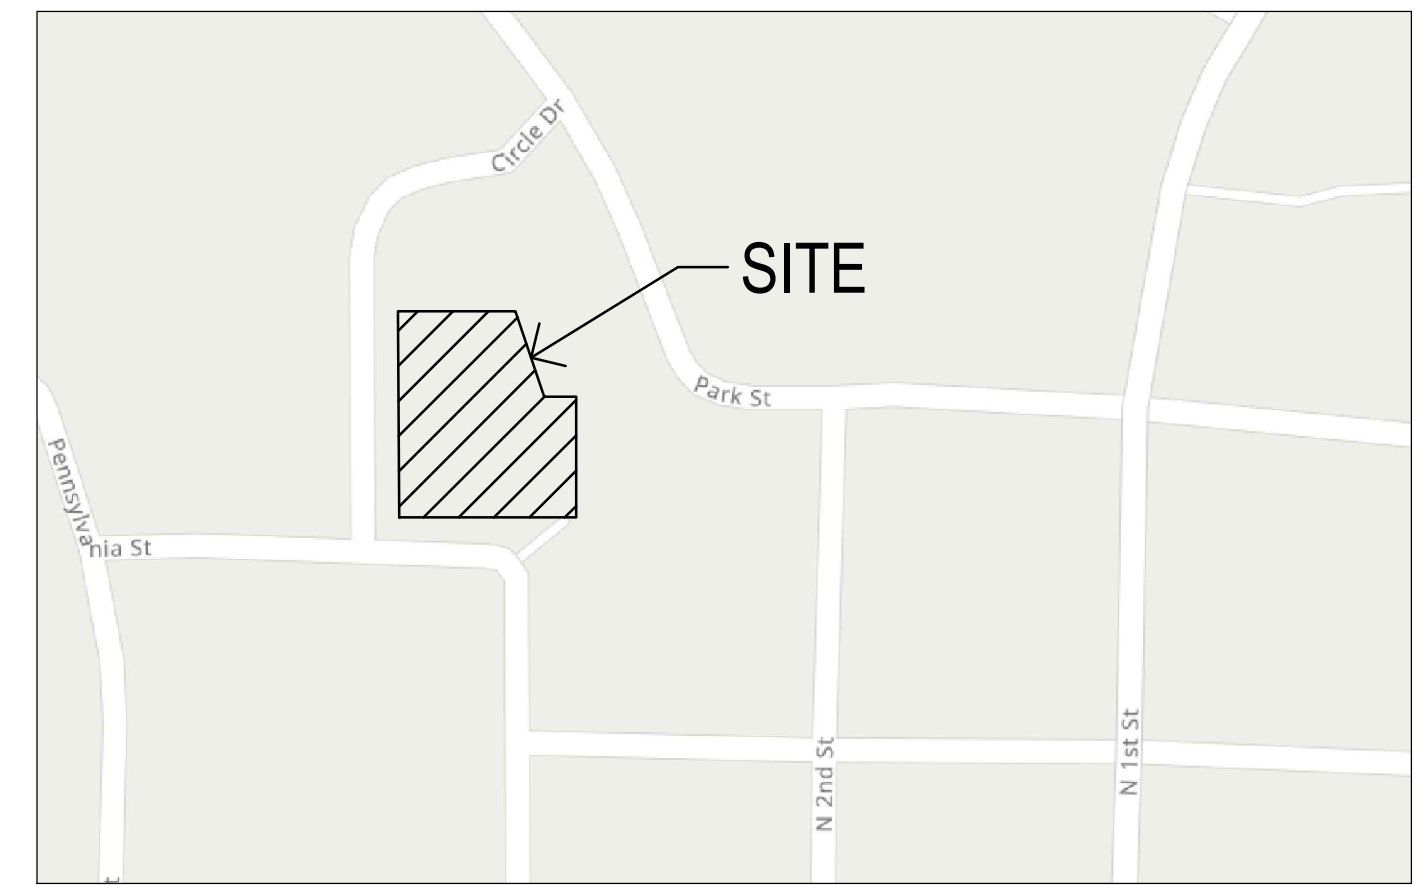 Circle Dr
SITE
Park St
Pennsylvania St
N 2nd St
N 1st St
t